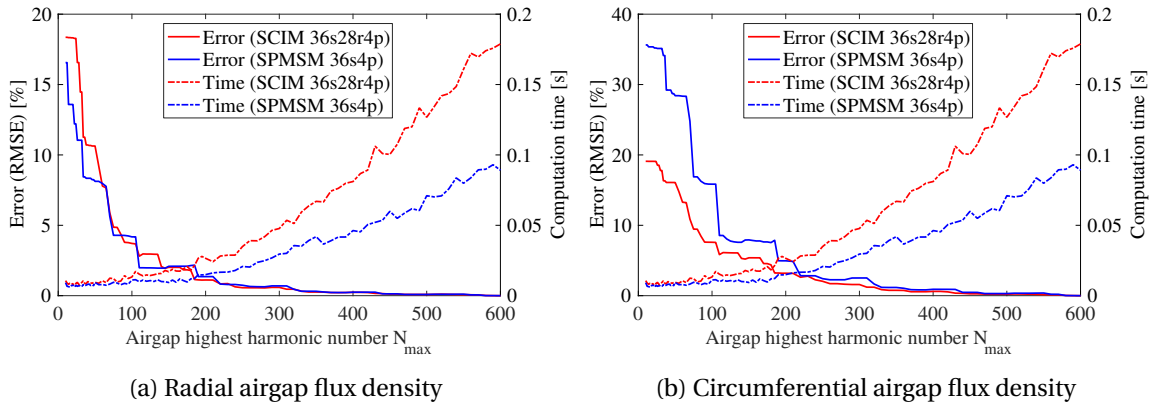 20
15
10
5
0
Error (RMSE) [%]
0.2
0.15
0.1
0.05
0
Computation time [s]
Error (SCIM 36s28r4p)
Error (SPMSM 36s4p)
Time (SCIM 36s28r4p)
Time (SPMSM 36s4p)
0 100 200 300 400 500 600
Airgap highest harmonic number N_max
(a) Radial airgap flux density
40
30
20
10
0
Error (RMSE) [%]
0.2
0.15
0.1
0.05
0
Computation time [s]
Error (SCIM 36s28r4p)
Error (SPMSM 36s4p)
Time (SCIM 36s28r4p)
Time (SPMSM 36s4p)
0 100 200 300 400 500 600
Airgap highest harmonic number N_max
(b) Circumferential airgap flux density